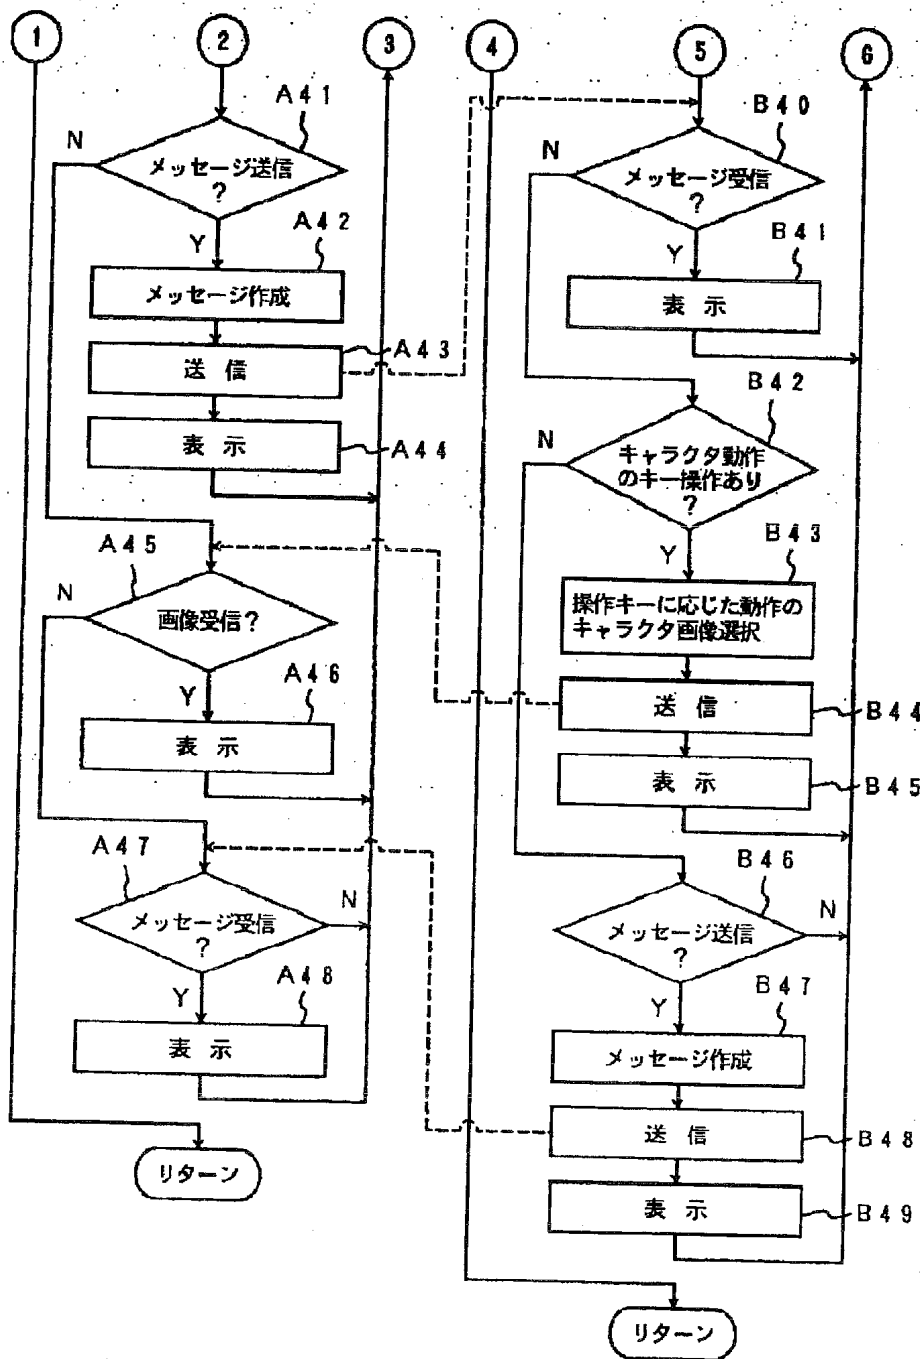 1
2
3
4
5
6
A41
N
メッセージ送信
?
Y
A42
メッセージ作成
送 信
A43
表 示
A44
A45
N
画像受信?
Y
A46
表 示
A47
メッセージ受信
?
N
Y
A48
表 示
リターン
B40
N
メッセージ受信
?
Y
B41
表 示
B42
N
キャラクタ動作
のキー操作あり
?
Y
B43
操作キーに応じた動作の
キャラクタ画像選択
送 信
B44
表 示
B45
B46
メッセージ送信
?
N
Y
B47
メッセージ作成
送 信
B48
表 示
B49
リターン